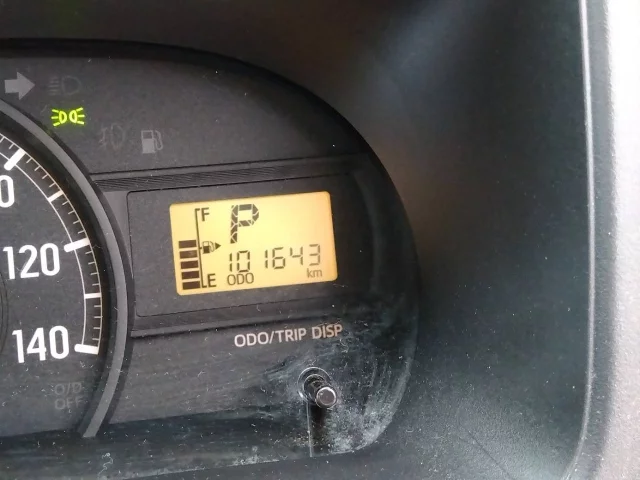 120
140
F
P
101643
E ODO km
ODO/TRIP DISP
O/D
OFF